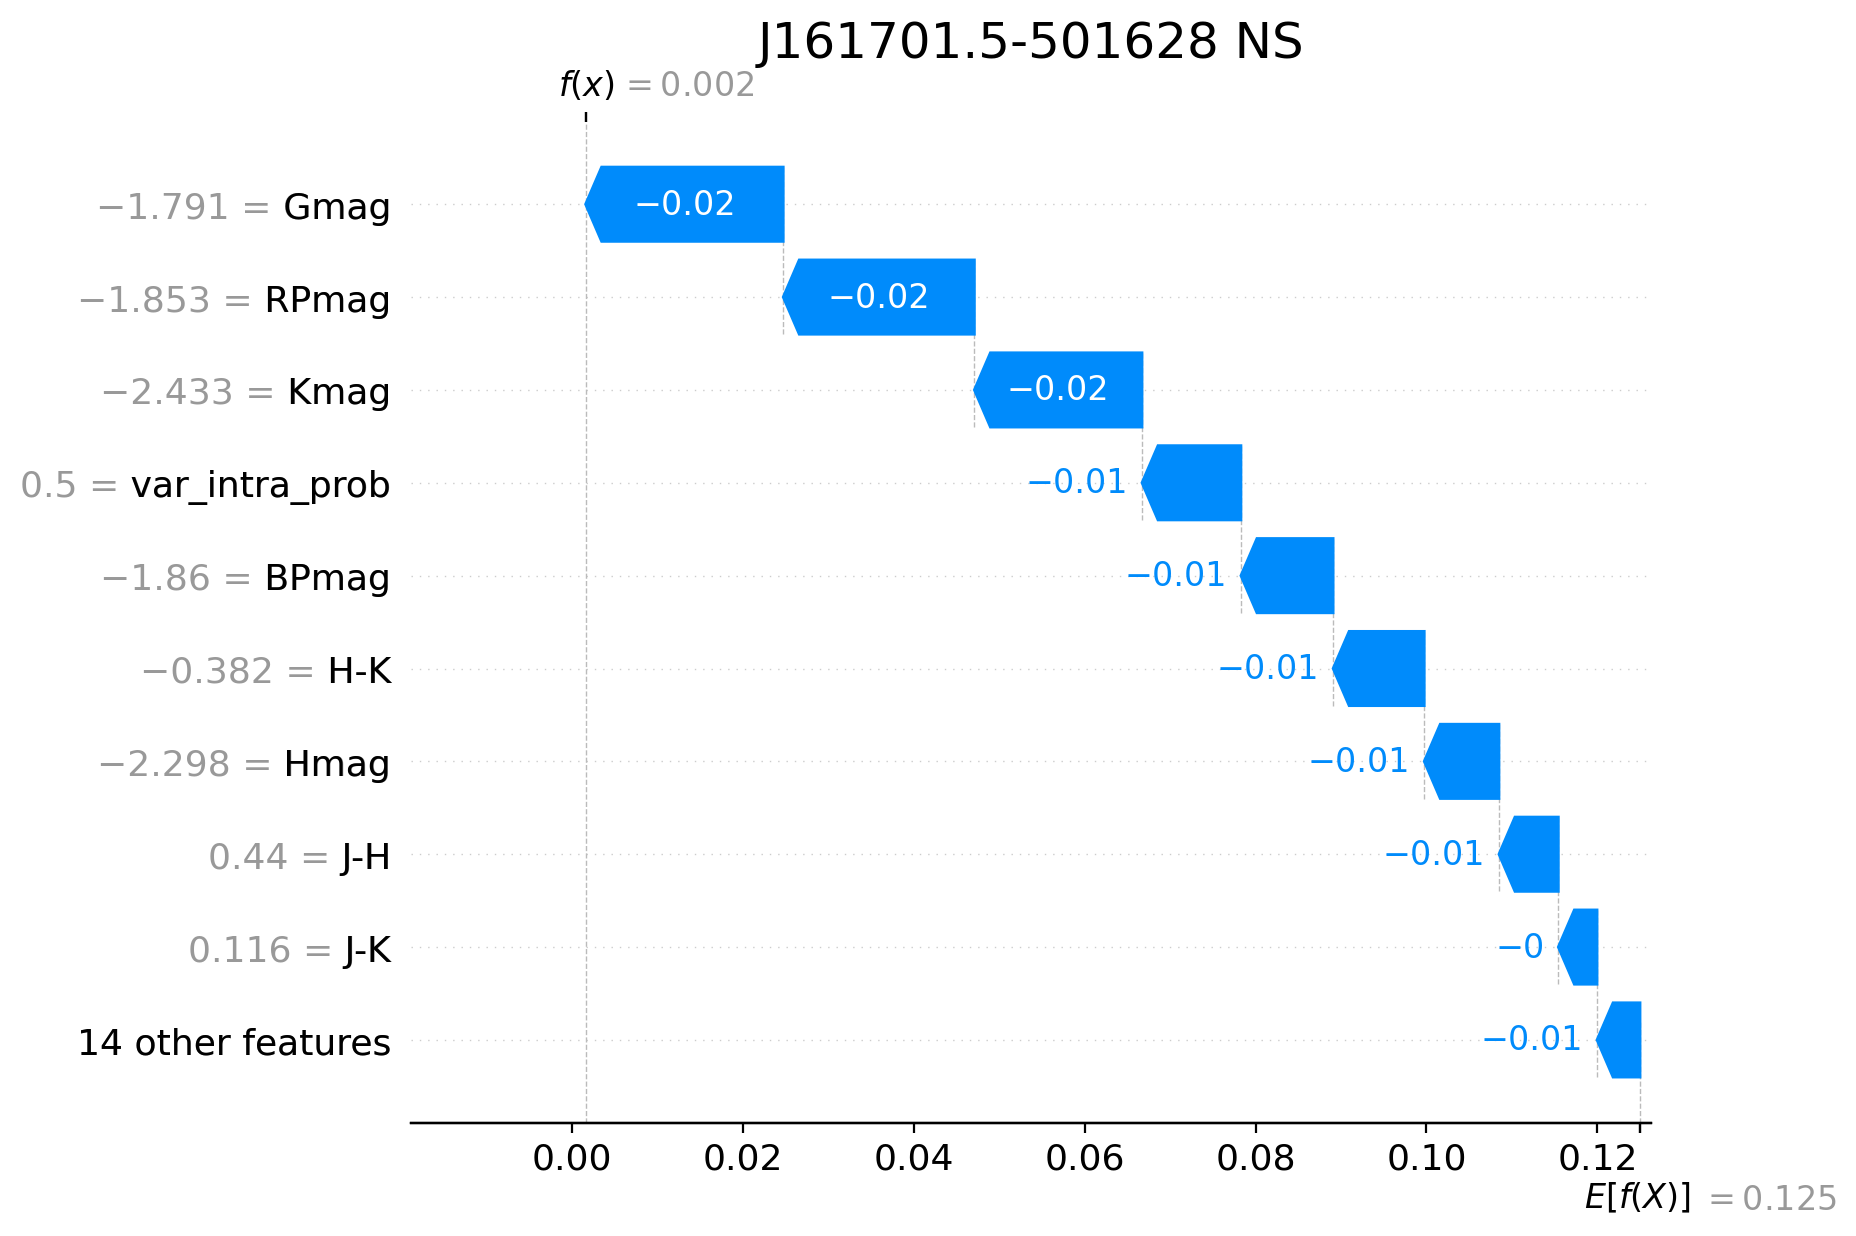 J161701.5-501628 NS
f(x) = 0.002
−1.791 = Gmag
−0.02
−1.853 = RPmag
−0.02
−2.433 = Kmag
−0.02
0.5 = var_intra_prob
−0.01
−1.86 = BPmag
−0.01
−0.382 = H-K
−0.01
−2.298 = Hmag
−0.01
0.44 = J-H
−0.01
0.116 = J-K
−0
14 other features
−0.01
0.00 0.02 0.04 0.06 0.08 0.10 0.12
E[f(X)] = 0.125